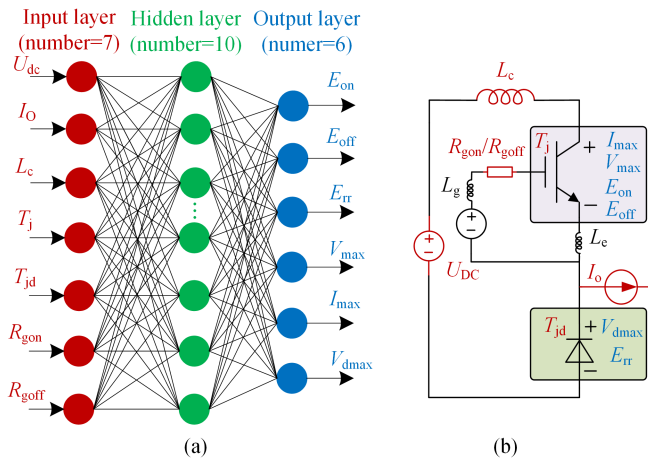 Input layer
(number=7)
Hidden layer
(number=10)
Output layer
(numer=6)
U_dc
I_O
L_c
T_j
T_jd
R_gon
R_goff
E_on
E_off
E_rr
V_max
I_max
V_dmax
(a)
L_c
R_gon/R_goff
T_j
+
I_max
V_max
E_on
−
E_off
L_g
+
−
L_e
+
−
U_DC
I_o
T_jd
+
V_dmax
E_rr
−
(b)